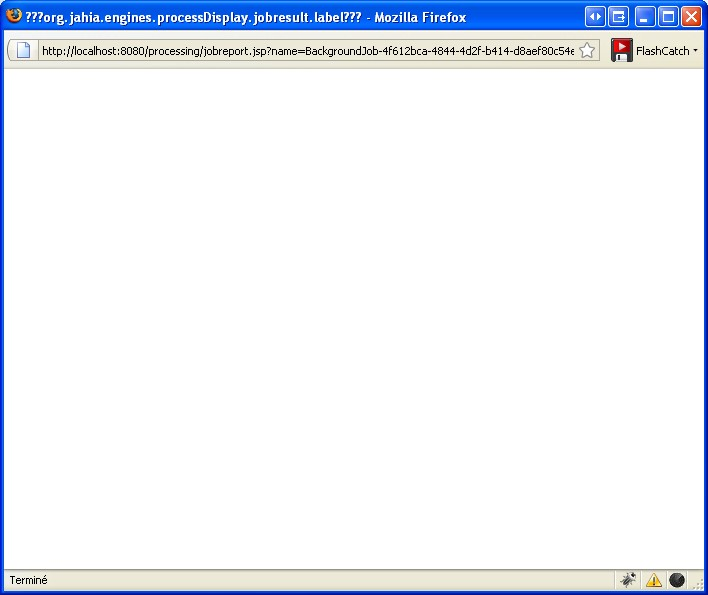 ???org.jahia.engines.processDisplay.jobresult.label??? - Mozilla Firefox
http://localhost:8080/processing/jobreport.jsp?name=BackgroundJob-4f612bca-4844-4d2f-b414-d8aef80c54e
FlashCatch
Terminé